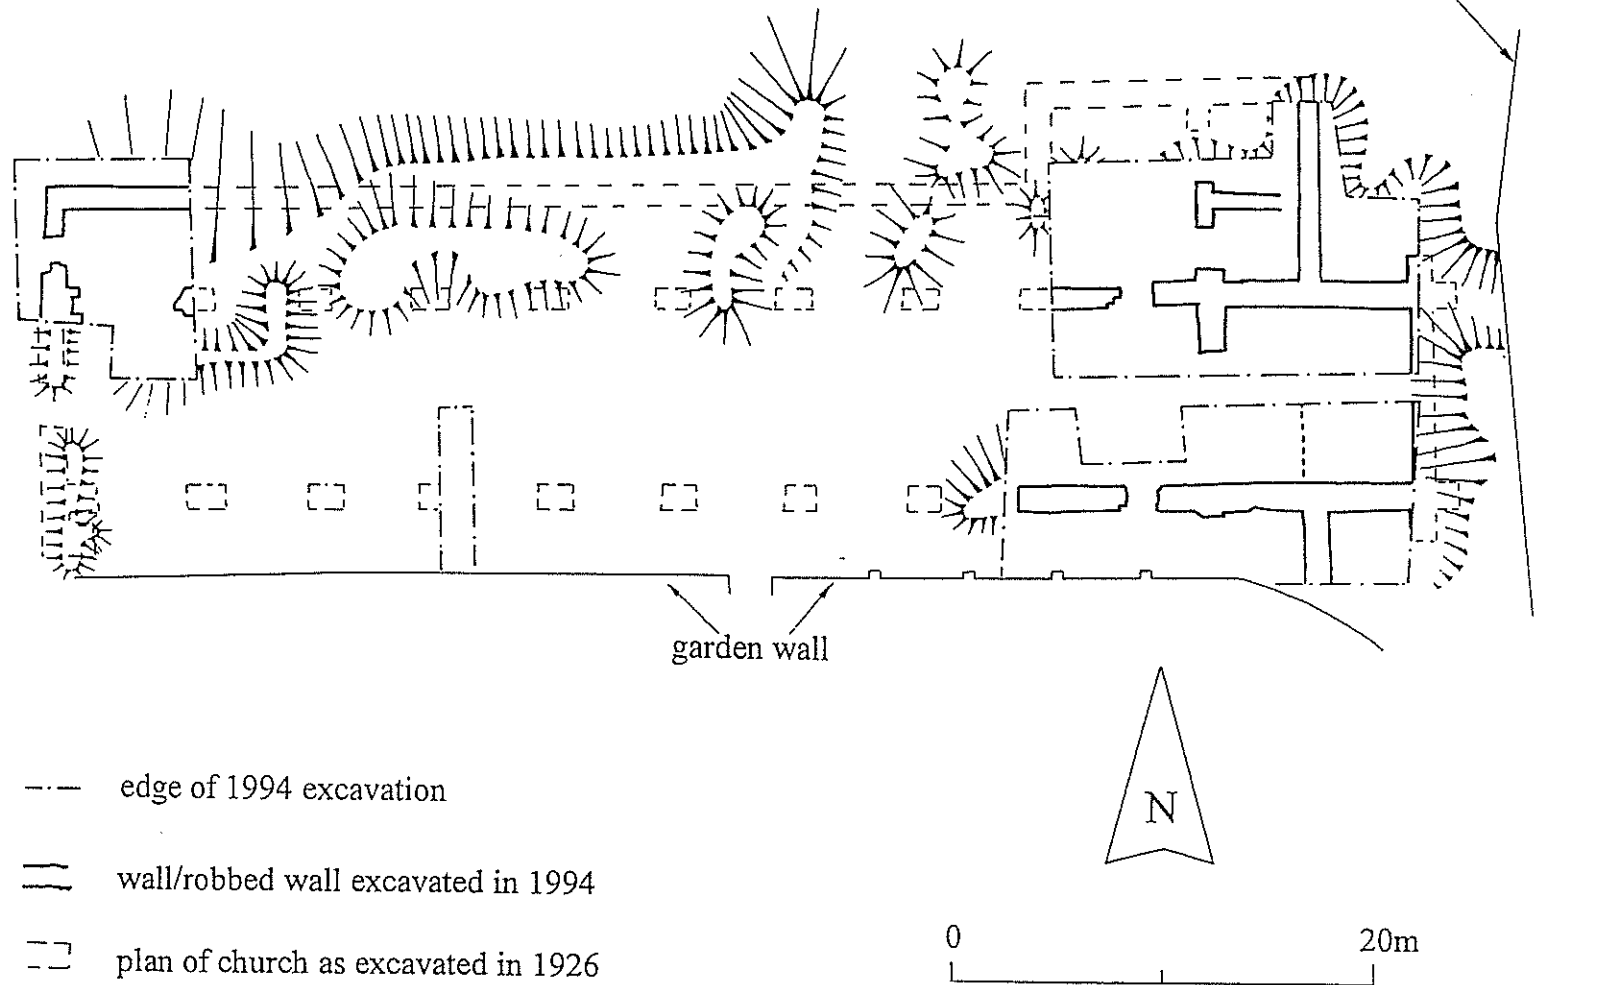 garden wall
N
edge of 1994 excavation
wall/robbed wall excavated in 1994
plan of church as excavated in 1926
0 20m